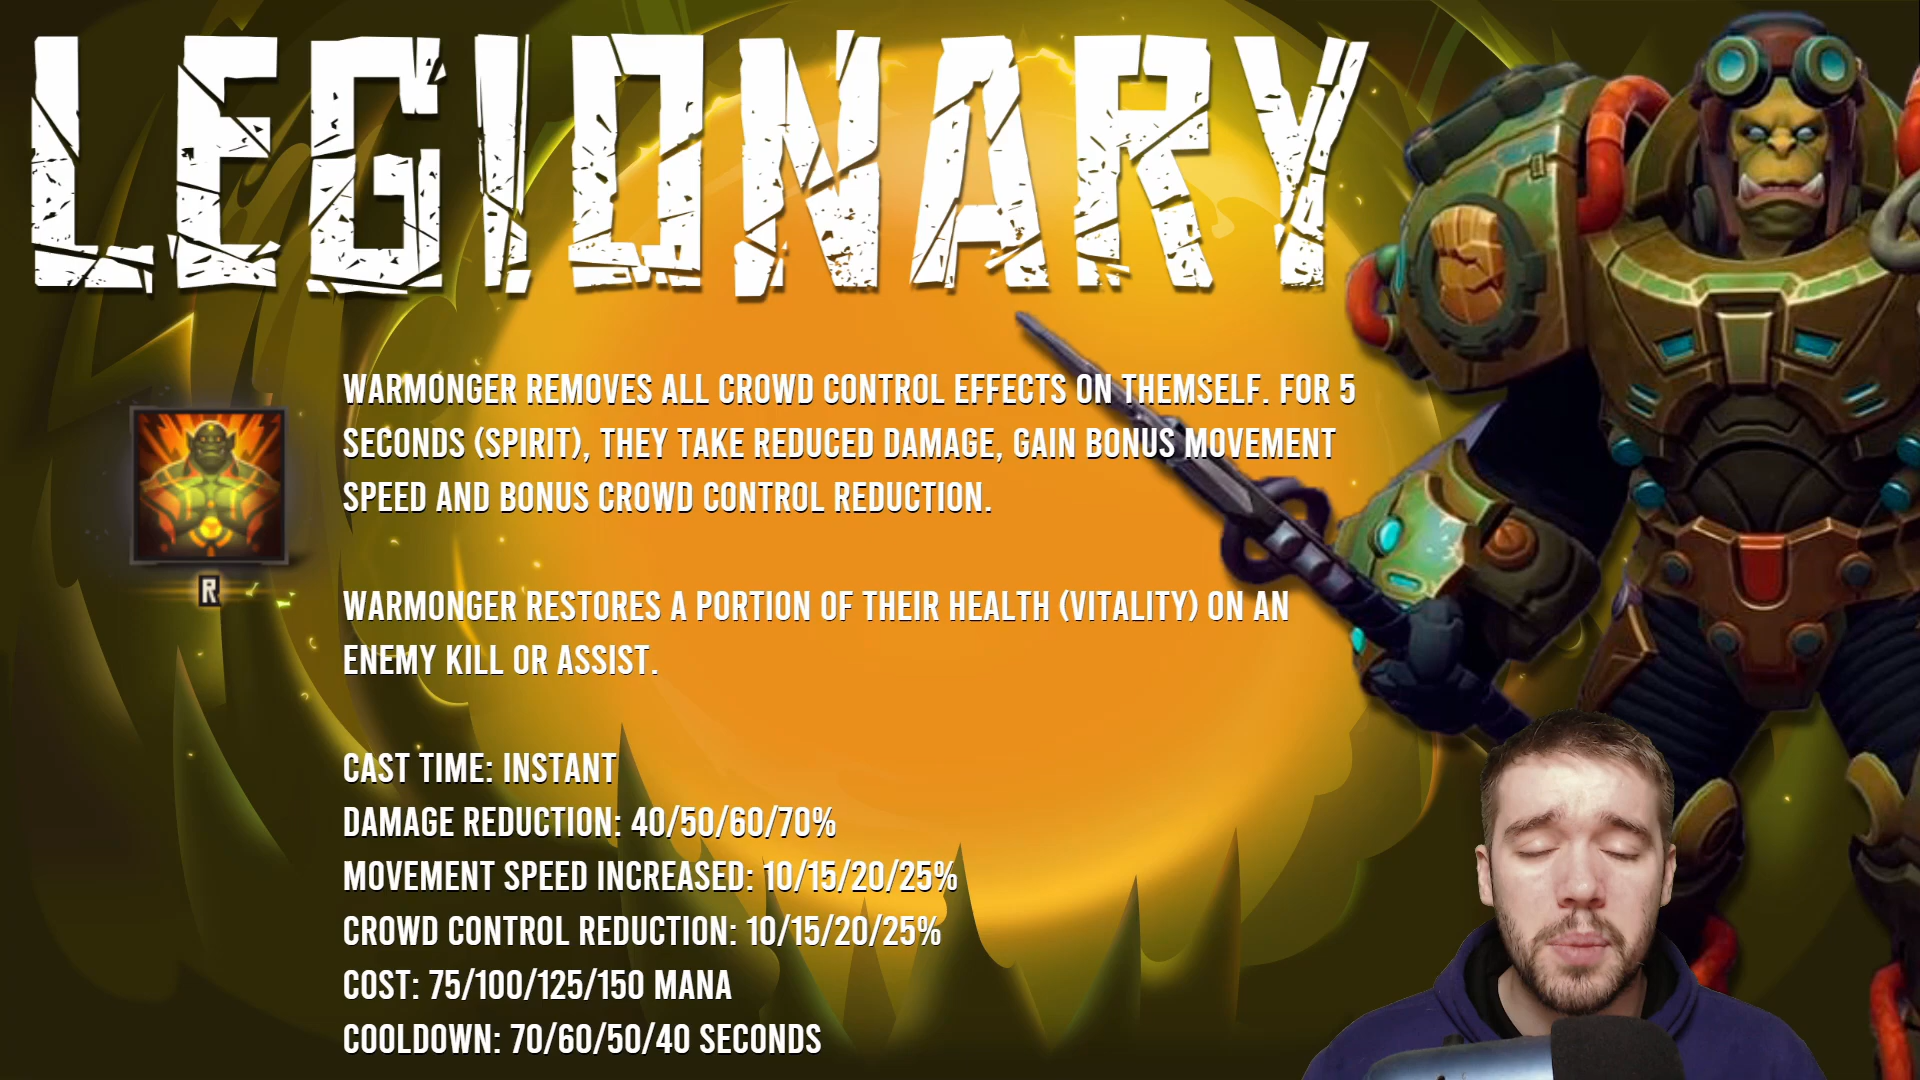 LEGIONARY
WARMONGER REMOVES ALL CROWD CONTROL EFFECTS ON THEMSELF. FOR 5
SECONDS (SPIRIT), THEY TAKE REDUCED DAMAGE, GAIN BONUS MOVEMENT
SPEED AND BONUS CROWD CONTROL REDUCTION.
R
WARMONGER RESTORES A PORTION OF THEIR HEALTH (VITALITY) ON AN
ENEMY KILL OR ASSIST.
CAST TIME: INSTANT
DAMAGE REDUCTION: 40/50/60/70%
MOVEMENT SPEED INCREASED: 10/15/20/25%
CROWD CONTROL REDUCTION: 10/15/20/25%
COST: 75/100/125/150 MANA
COOLDOWN: 70/60/50/40 SECONDS